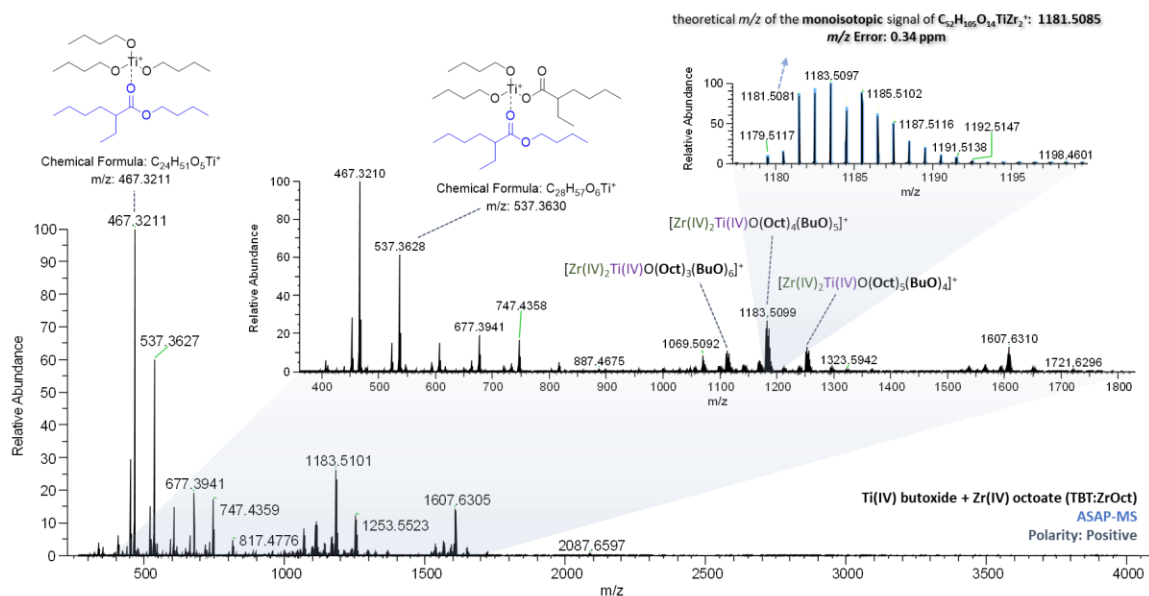 theoretical m/z of the monoisotopic signal of C₅₂H₁₀₅O₁₄TiZr₂⁺: 1181.5085
m/z Error: 0.34 ppm
O
O
Ti⁺
O
O
O
Chemical Formula: C₂₄H₅₁O₅Ti⁺
m/z: 467.3211
O
O
Ti⁺
O
O
O
O
Chemical Formula: C₂₈H₅₇O₆Ti⁺
m/z: 537.3630
Relative Abundance
100
50
0
1183.5097
1181.5081
1185.5102
1179.5117
1187.5116
1192.5147
1191.5138
1198.4601
1180
1185
1190
1195
m/z
Relative Abundance
100
80
60
40
20
0
467.3210
537.3628
677.3941
747.4358
887.4675
1069.5092
1183.5099
1323.5942
1607.6310
1721.6296
[Zr(IV)₂Ti(IV)O(Oct)₄(BuO)₅]⁺
[Zr(IV)₂Ti(IV)O(Oct)₃(BuO)₆]⁺
[Zr(IV)₂Ti(IV)O(Oct)₅(BuO)₄]⁺
400
500
600
700
800
900
1000
1100
1200
1300
1400
1500
1600
1700
1800
m/z
Relative Abundance
100
90
80
70
60
50
40
30
20
10
0
467.3211
537.3627
677.3941
747.4359
817.4776
1183.5101
1253.5523
1607.6305
2087.6597
Ti(IV) butoxide + Zr(IV) octoate (TBT:ZrOct)
ASAP-MS
Polarity: Positive
500
1000
1500
2000
2500
3000
3500
4000
m/z